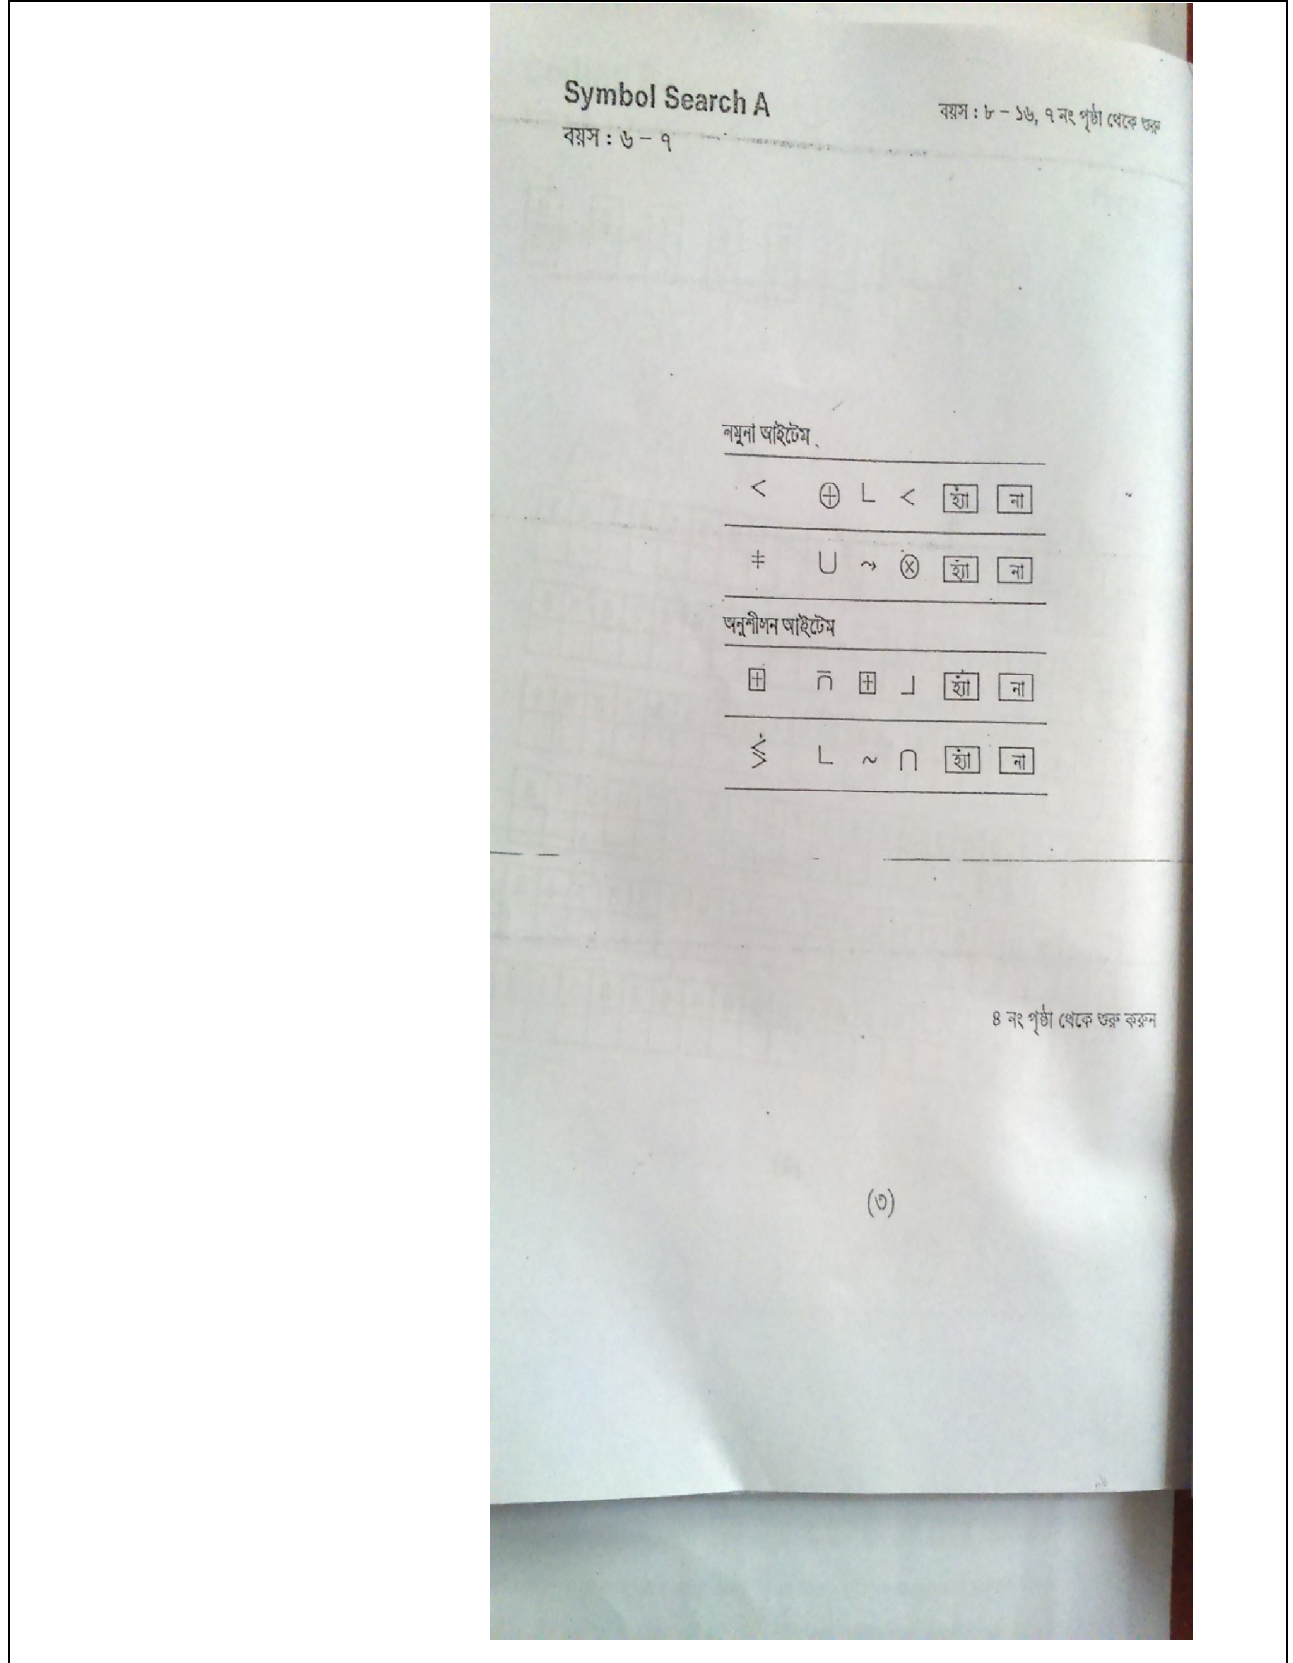 Symbol Search A
বয়স : ৮ - ১৬, ৭ নং পৃষ্ঠা থেকে শুরু
বয়স : ৬ - ৭
নমুনা আইটেম
< ⊕ L < হ্যাঁ না
ǂ U ⤳ ⊗ হ্যাঁ না
অনুশীলন আইটেম
⊞ ∩̅ ⊞ ┘ হ্যাঁ না
L ~ ∩ হ্যাঁ না
৪ নং পৃষ্ঠা থেকে শুরু করুন
(৩)